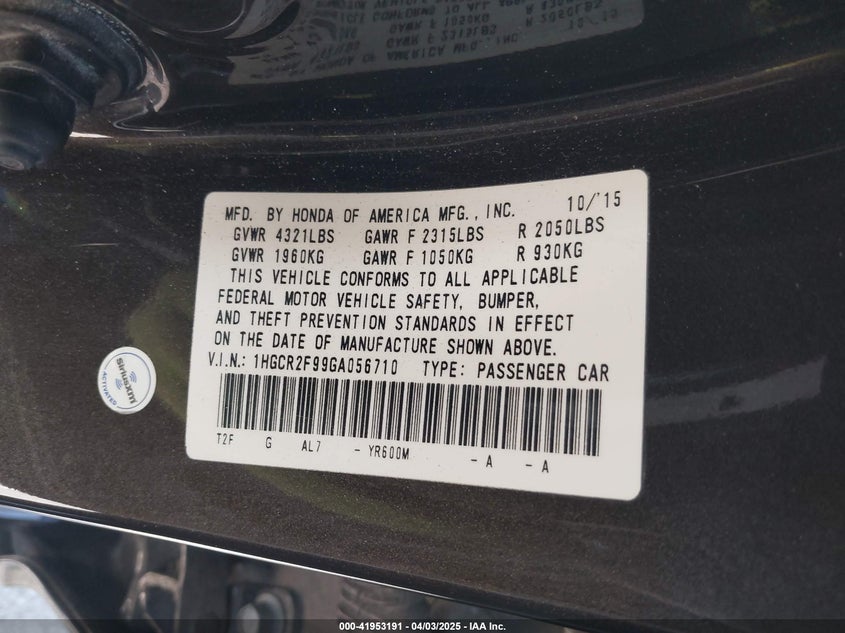 MFD. BY HONDA OF AMERICA MFG., INC. 10/'15
GVWR 4321LBS GAWR F 2315LBS R 2050LBS
GVWR 1960KG GAWR F 1050KG R 930KG
THIS VEHICLE CONFORMS TO ALL APPLICABLE
FEDERAL MOTOR VEHICLE SAFETY, BUMPER,
AND THEFT PREVENTION STANDARDS IN EFFECT
ON THE DATE OF MANUFACTURE SHOWN ABOVE.
V.I.N.: 1HGCR2F99GA056710 TYPE: PASSENGER CAR
T2F G AL7 - YR600M - A - A
SiriusXM
ACTIVATED
000-41953191 - 04/03/2025 - IAA Inc.